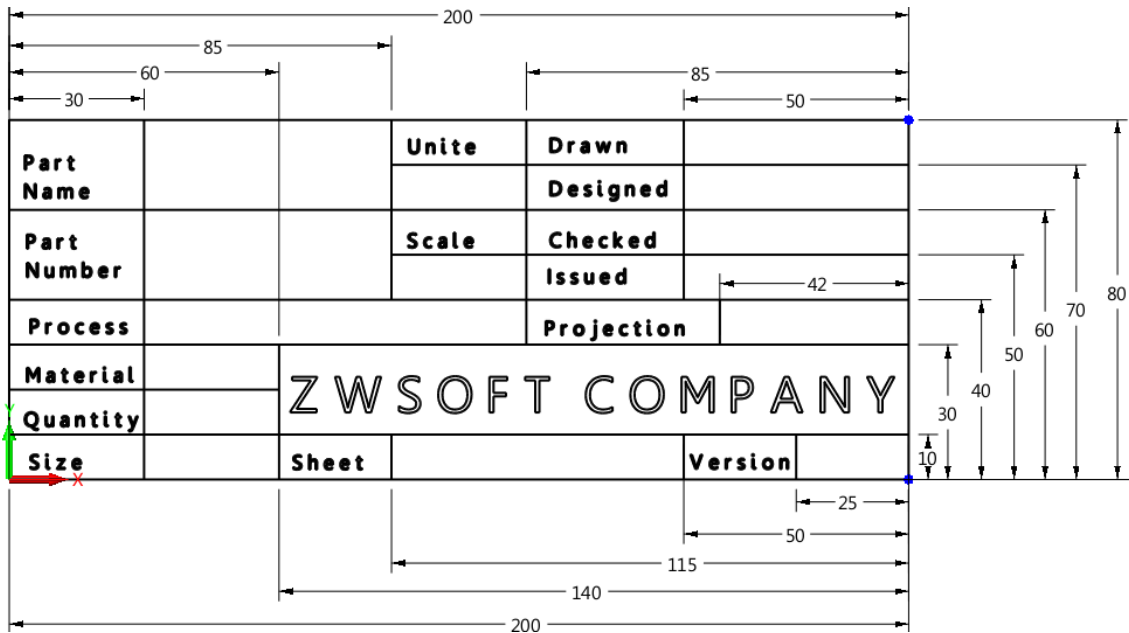 200
85
60
85
30
50
Unite Drawn
Part
Name
Designed
Part
Number
Scale Checked
Issued
42
80
70
60
50
40
30
10
Process Projection
Material
ZWSOFT COMPANY
Quantity
Y
Size Sheet Version
X
25
50
115
140
200